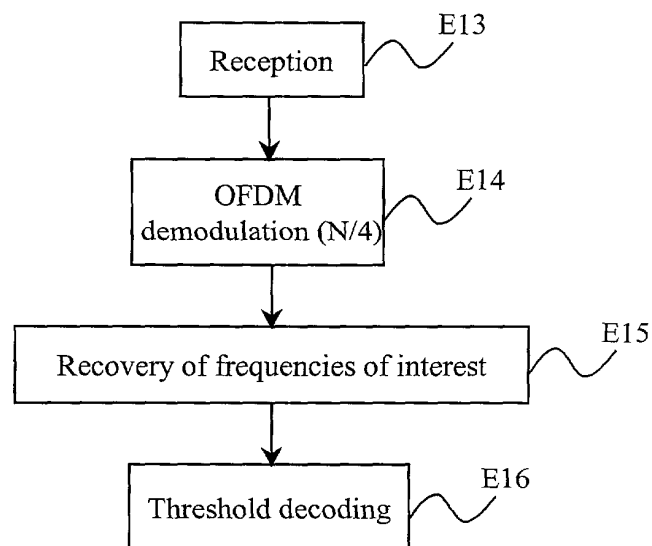 E13
Reception
E14
OFDM
demodulation (N/4)
E15
Recovery of frequencies of interest
E16
Threshold decoding